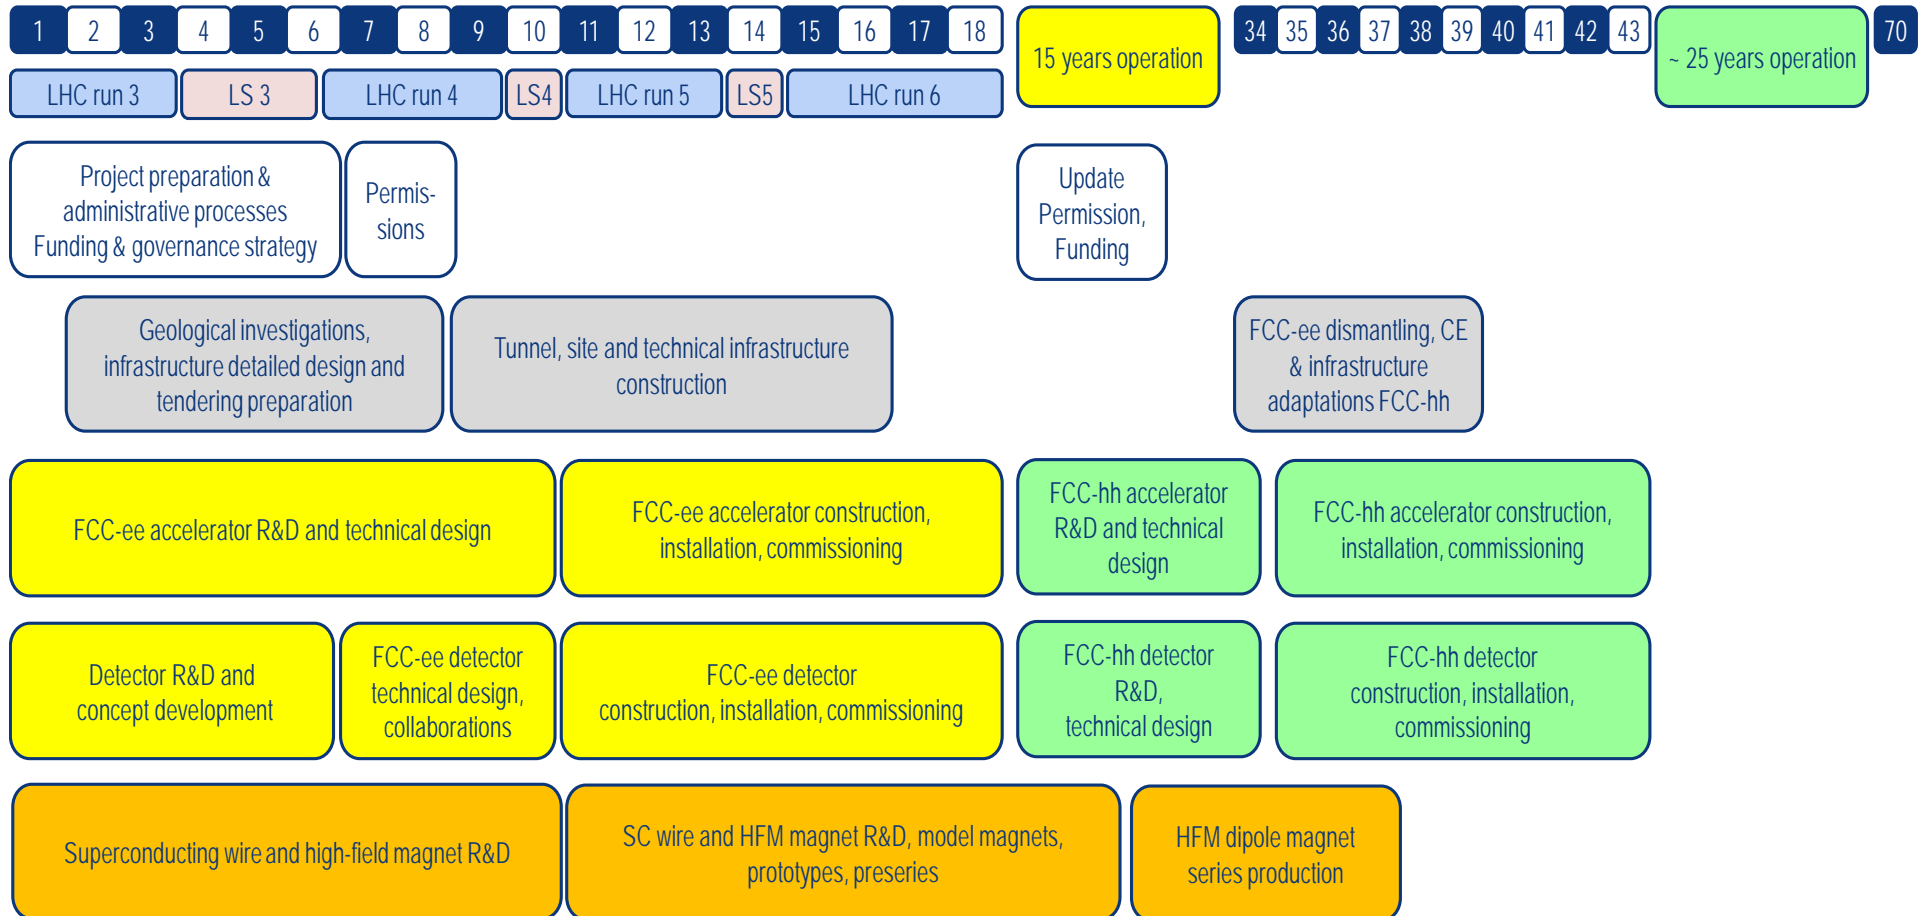 1 2 3 4 5 6 7 8 9 10 11 12 13 14 15 16 17 18
15 years operation
34 35 36 37 38 39 40 41 42 43
~ 25 years operation
70
LHC run 3
LS 3
LHC run 4
LS4
LHC run 5
LS5
LHC run 6
Project preparation &
administrative processes
Funding & governance strategy
Permis-
sions
Update
Permission,
Funding
Geological investigations,
infrastructure detailed design and
tendering preparation
Tunnel, site and technical infrastructure
construction
FCC-ee dismantling, CE
& infrastructure
adaptations FCC-hh
FCC-ee accelerator R&D and technical design
FCC-ee accelerator construction,
installation, commissioning
FCC-hh accelerator
R&D and technical
design
FCC-hh accelerator construction,
installation, commissioning
Detector R&D and
concept development
FCC-ee detector
technical design,
collaborations
FCC-ee detector
construction, installation, commissioning
FCC-hh detector
R&D,
technical design
FCC-hh detector
construction, installation,
commissioning
Superconducting wire and high-field magnet R&D
SC wire and HFM magnet R&D, model magnets,
prototypes, preseries
HFM dipole magnet
series production